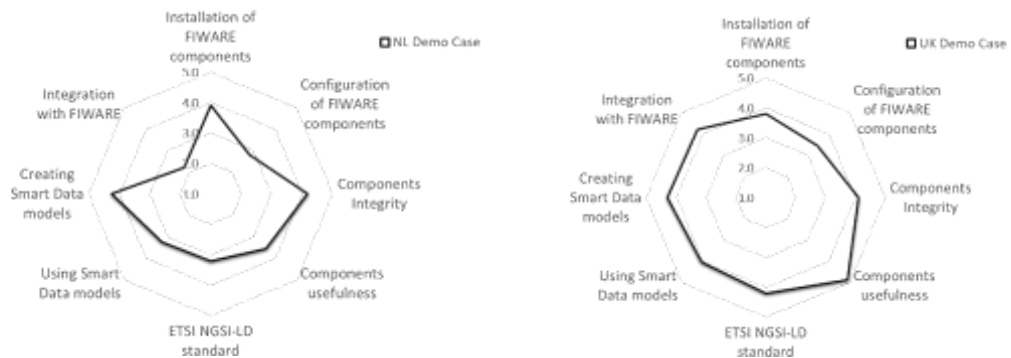 Installation of
FIWARE
components
NL Demo Case
5.0
4.0
3.0
2.0
1.0
Configuration
of FIWARE
components
Components
Integrity
Components
usefulness
ETSI NGSI-LD
standard
Using Smart
Data models
Creating
Smart Data
models
Integration
with FIWARE
Installation of
FIWARE
components
UK Demo Case
5.0
4.0
3.0
2.0
1.0
Configuration
of FIWARE
components
Components
Integrity
Components
usefulness
ETSI NGSI-LD
standard
Using Smart
Data models
Creating
Smart Data
models
Integration
with FIWARE